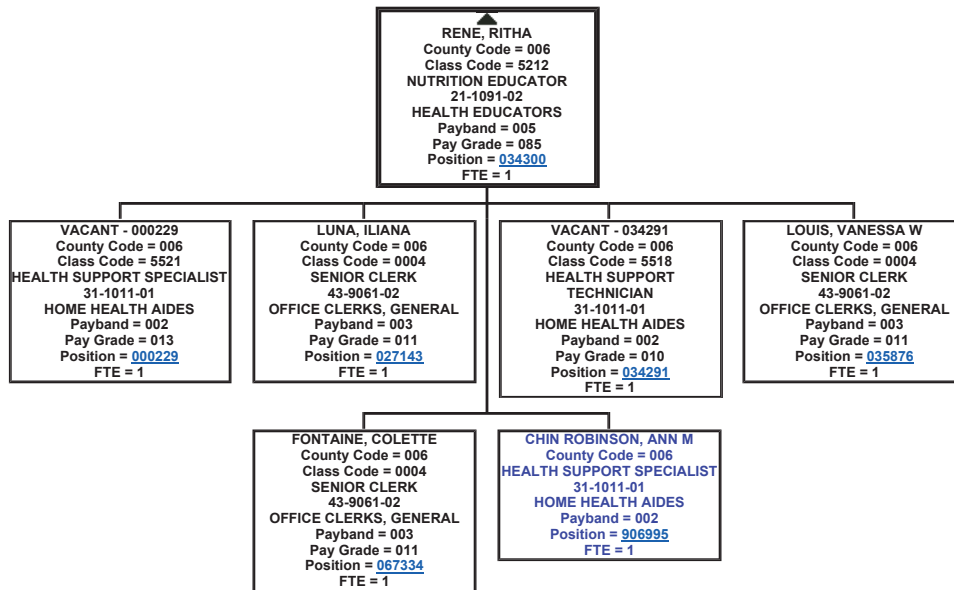 RENE, RITHA
County Code = 006
Class Code = 5212
NUTRITION EDUCATOR
21-1091-02
HEALTH EDUCATORS
Payband = 005
Pay Grade = 085
Position = 034300
FTE = 1
VACANT - 000229
County Code = 006
Class Code = 5521
HEALTH SUPPORT SPECIALIST
31-1011-01
HOME HEALTH AIDES
Payband = 002
Pay Grade = 013
Position = 000229
FTE = 1
LUNA, ILIANA
County Code = 006
Class Code = 0004
SENIOR CLERK
43-9061-02
OFFICE CLERKS, GENERAL
Payband = 003
Pay Grade = 011
Position = 027143
FTE = 1
VACANT - 034291
County Code = 006
Class Code = 5518
HEALTH SUPPORT
TECHNICIAN
31-1011-01
HOME HEALTH AIDES
Payband = 002
Pay Grade = 010
Position = 034291
FTE = 1
LOUIS, VANESSA W
County Code = 006
Class Code = 0004
SENIOR CLERK
43-9061-02
OFFICE CLERKS, GENERAL
Payband = 003
Pay Grade = 011
Position = 035876
FTE = 1
FONTAINE, COLETTE
County Code = 006
Class Code = 0004
SENIOR CLERK
43-9061-02
OFFICE CLERKS, GENERAL
Payband = 003
Pay Grade = 011
Position = 067334
FTE = 1
CHIN ROBINSON, ANN M
County Code = 006
HEALTH SUPPORT SPECIALIST
31-1011-01
HOME HEALTH AIDES
Payband = 002
Position = 906995
FTE = 1